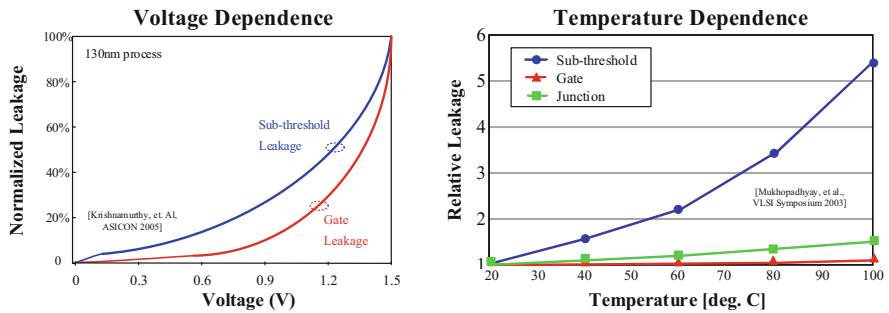 Voltage Dependence
Normalized Leakage
100%
80%
60%
40%
20%
0
130nm process
Sub-threshold
Leakage
[Krishnamurthy, et. Al,
ASICON 2005]
Gate
Leakage
0
0.3
0.6
0.9
1.2
1.5
Voltage (V)
Temperature Dependence
Relative Leakage
6
5
4
3
2
1
Sub-threshold
Gate
Junction
[Mukhopadhyay, et al.,
VLSI Symposium 2003]
20
30
40
50
60
70
80
90
100
Temperature [deg. C]